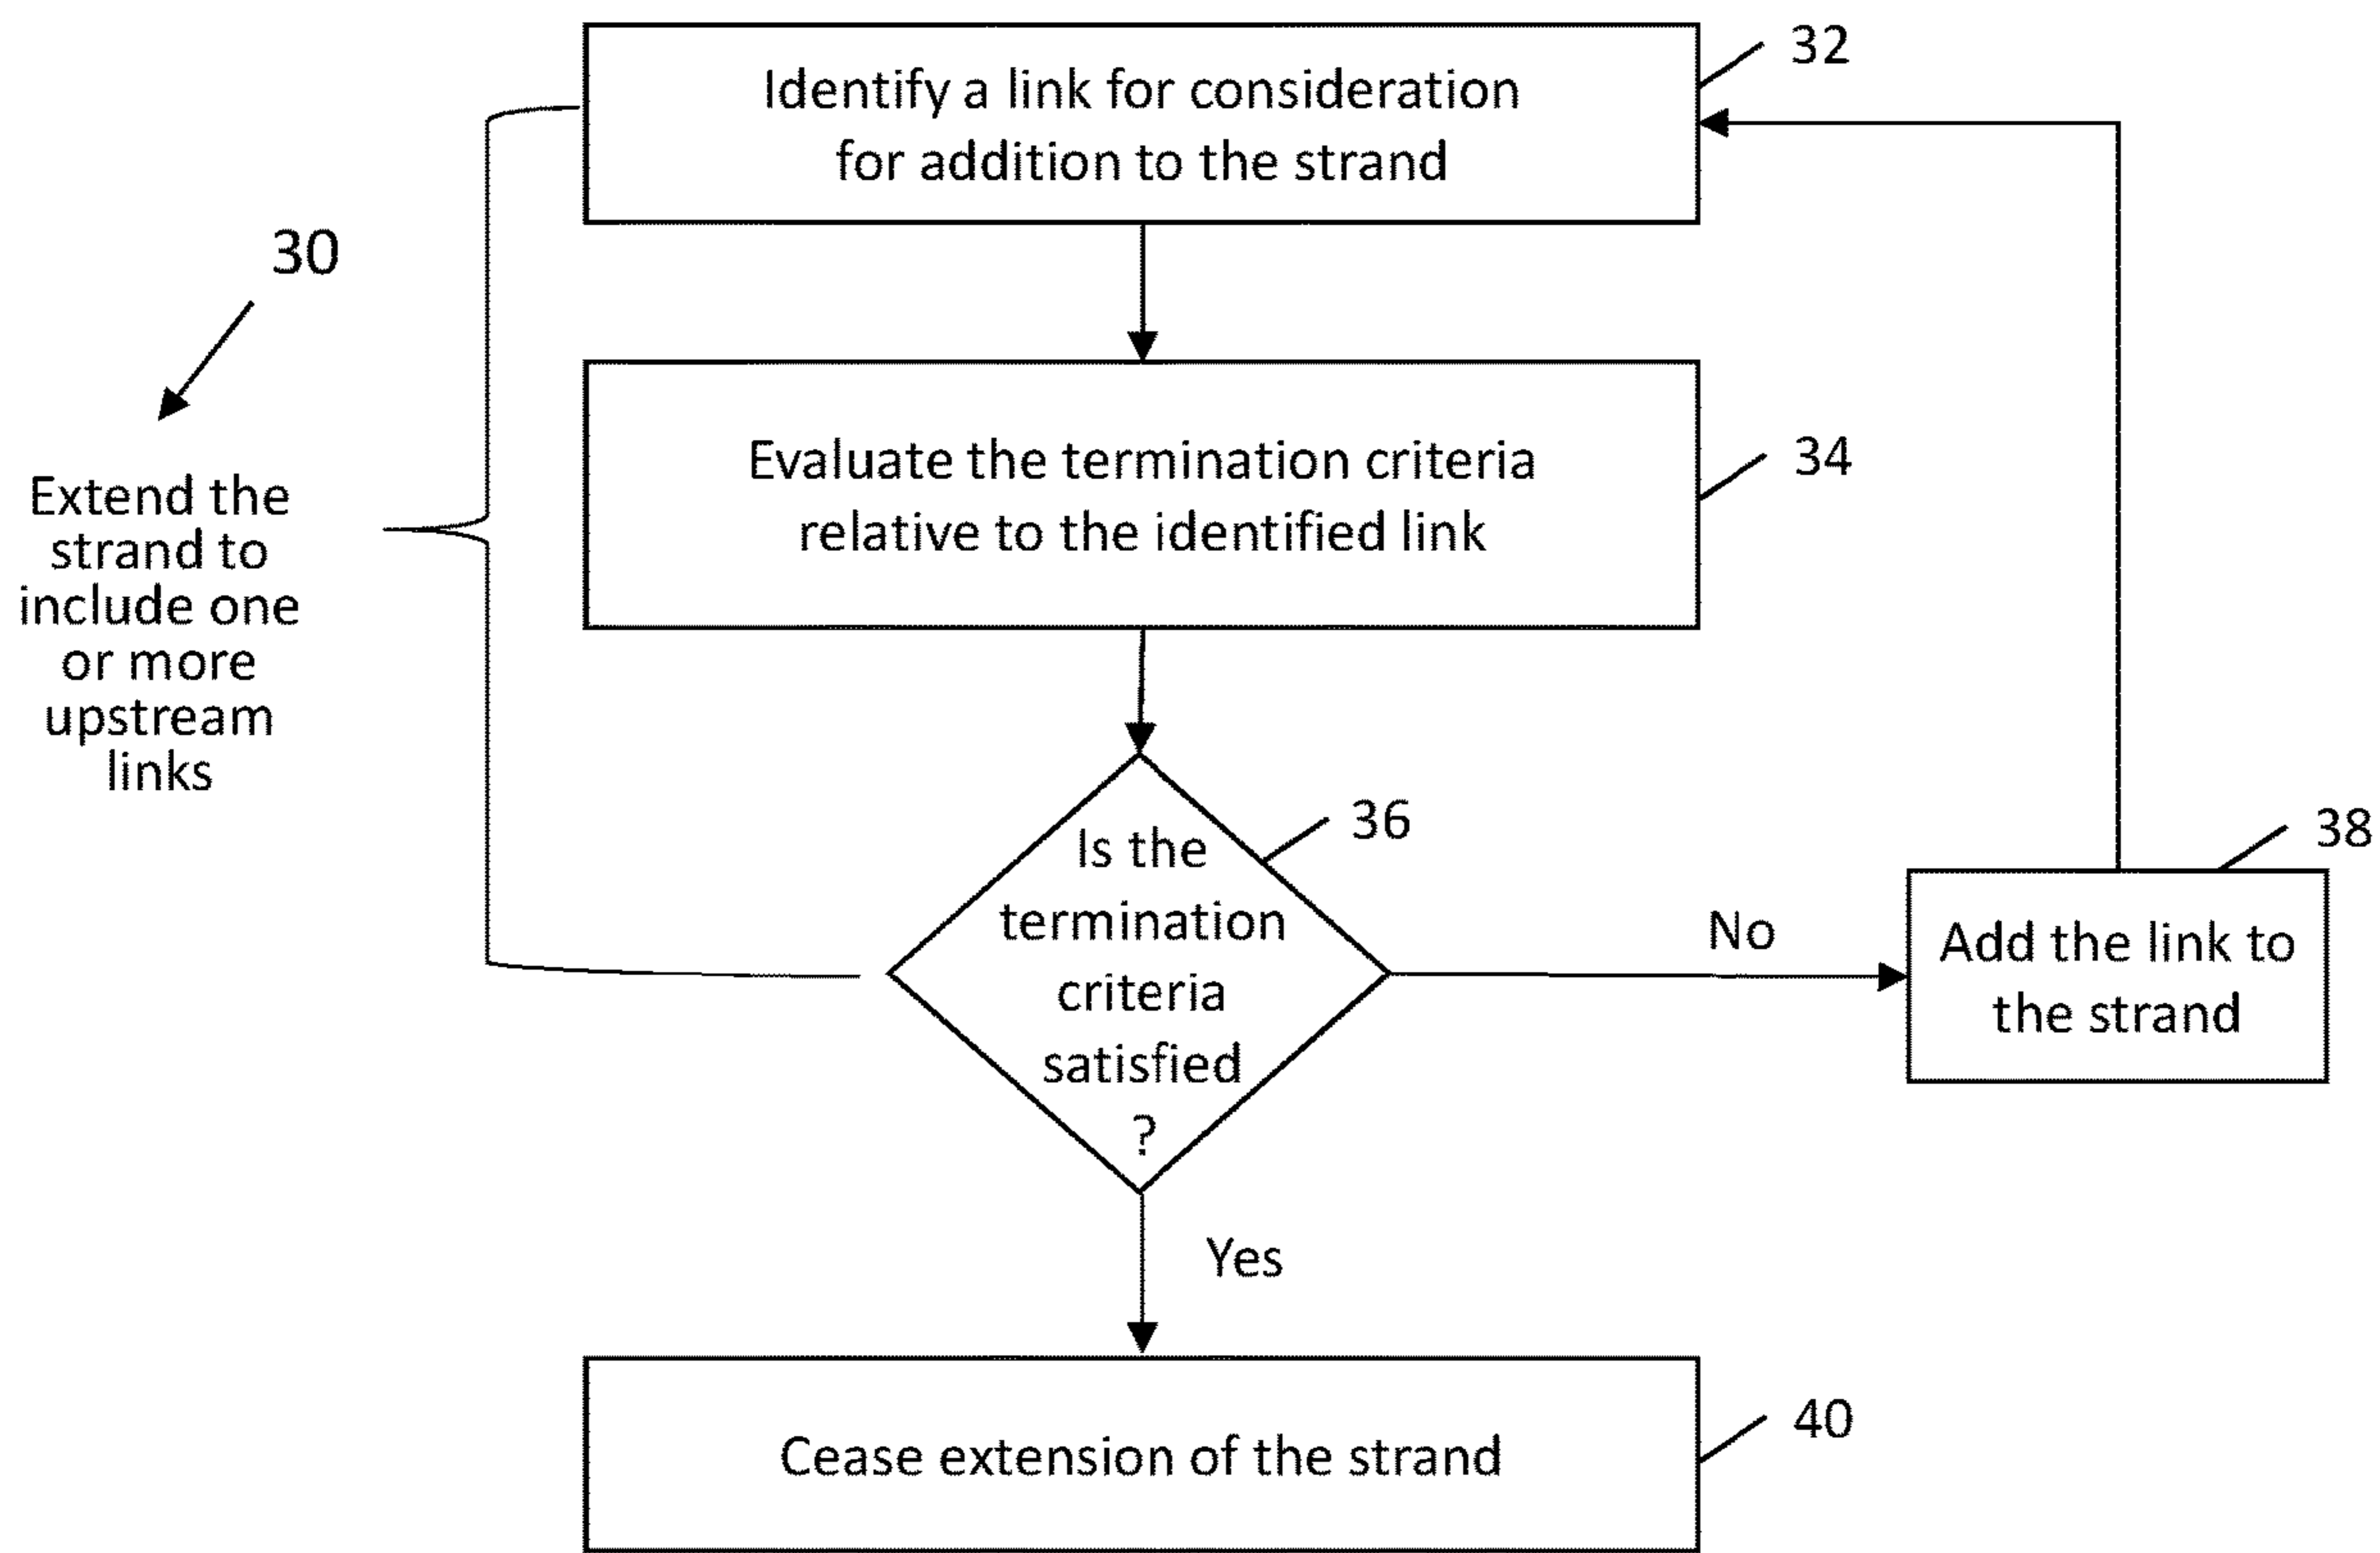 32
Identify a link for consideration
for addition to the strand
30
Extend the
strand to
include one
or more
upstream
links
34
Evaluate the termination criteria
relative to the identified link
36
Is the
termination
criteria
satisfied
?
No
38
Add the link to
the strand
Yes
40
Cease extension of the strand